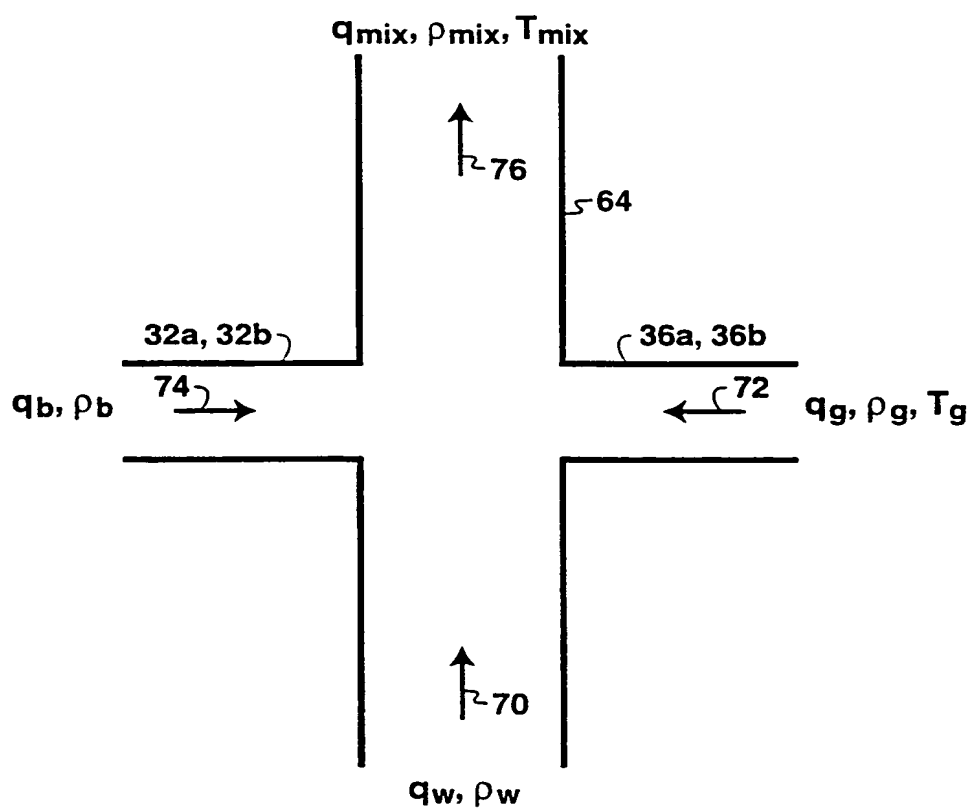 qmix, ρmix, Tmix
76
64
32a, 32b
36a, 36b
74
72
qb, ρb
qg, ρg, Tg
70
qw, ρw